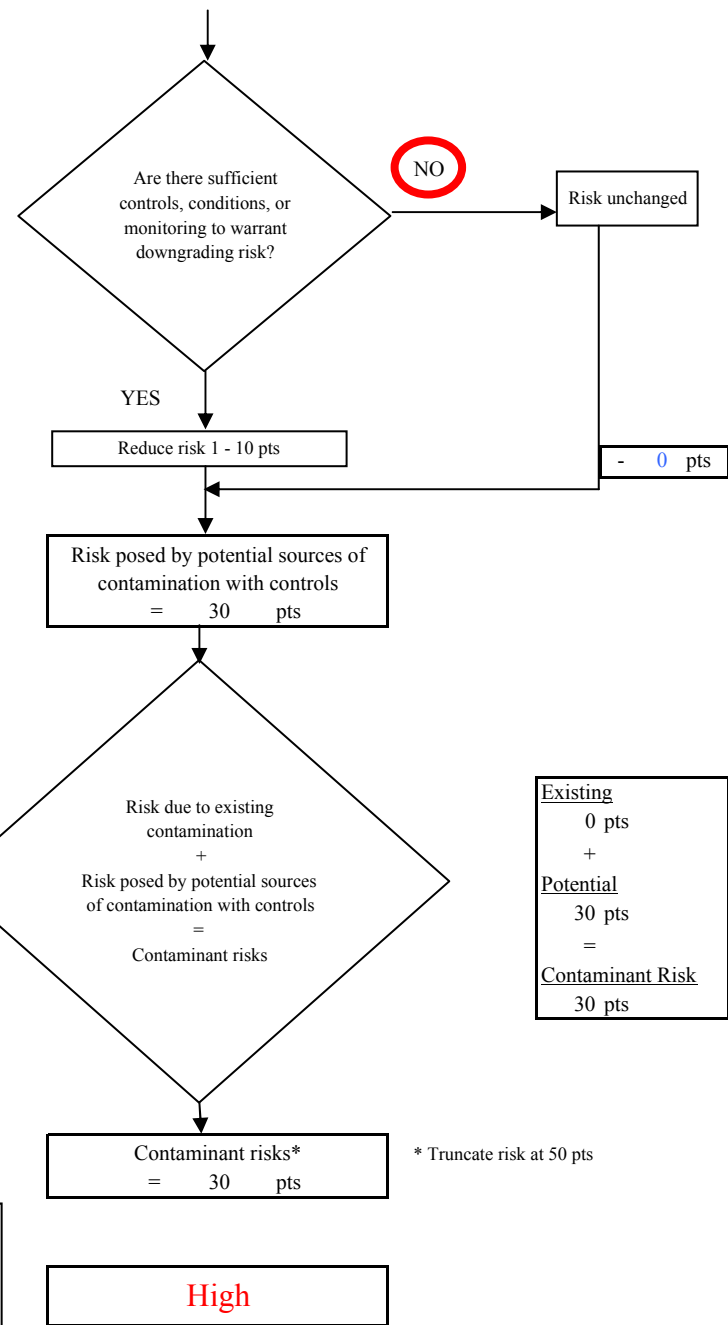 Are there sufficient
controls, conditions, or
monitoring to warrant
downgrading risk?
NO
Risk unchanged
YES
Reduce risk 1 - 10 pts
- 0 pts
Risk posed by potential sources of
contamination with controls
= 30 pts
Risk due to existing
contamination
+
Risk posed by potential sources
of contamination with controls
=
Contaminant risks
Existing
0 pts
+
Potential
30 pts
=
Contaminant Risk
30 pts
Contaminant risks*
= 30 pts
* Truncate risk at 50 pts
High